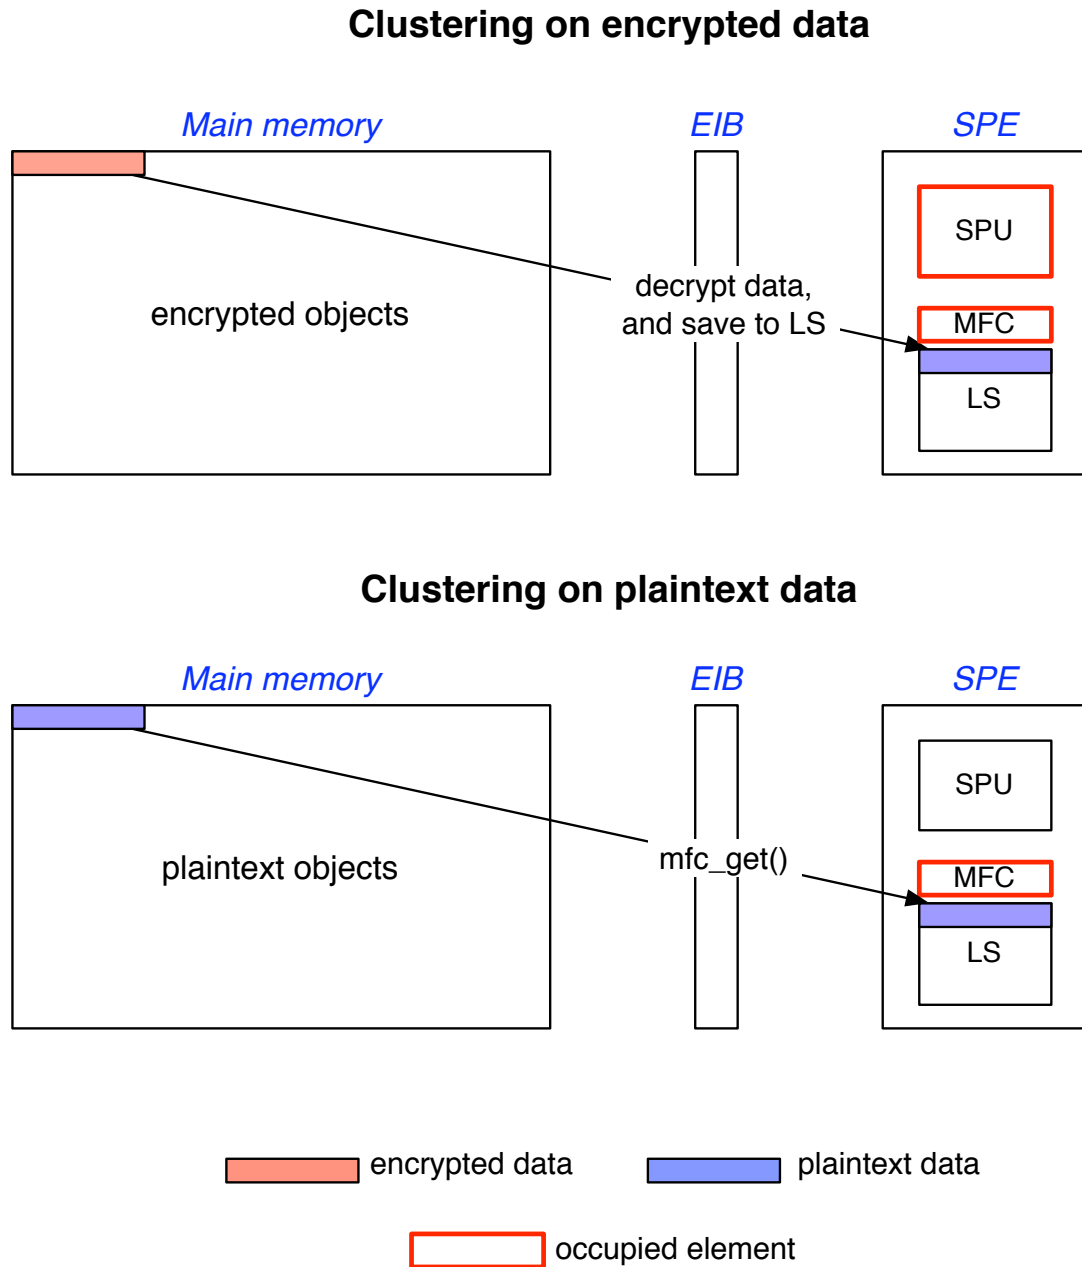 Clustering on encrypted data
Main memory
EIB
SPE
encrypted objects
decrypt data,
and save to LS
SPU
MFC
LS
Clustering on plaintext data
Main memory
EIB
SPE
plaintext objects
mfc_get()
SPU
MFC
LS
encrypted data
plaintext data
occupied element